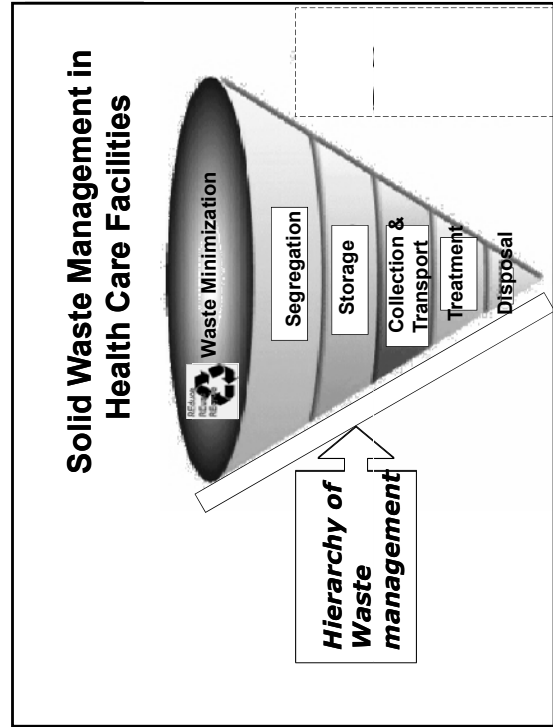 Solid Waste Management in
Health Care Facilities
Waste Minimization
REduce
Segregation
Storage
Collection &
Transport
Treatment
Disposal
Hierarchy of
Waste
management